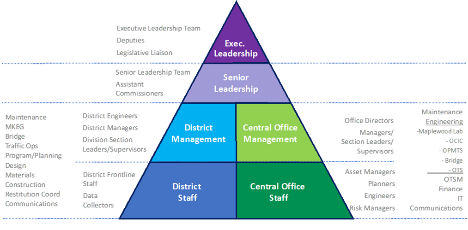 Executive Leadership Team
Deputies
Legislative Liaison
Exec.
Leadership
Senior Leadership Team
Assistant
Commissioners
Senior
Leadership
Maintenance
MKEG
Bridge
Traffic Ops
Program/Planning
Design
Materials
Construction
Restitution Coord
Communications
District Engineers
District Managers
Division Section
Leaders/Supervisors
District
Management
Central Office
Management
Office Directors
Managers/
Section Leaders/
Supervisors
District Frontline
Staff
Data
Collectors
District
Staff
Central Office
Staff
Asset Managers
Planners
Engineers
Risk Managers
Maintenance
Engineering
-Maplewood Lab
- OCIC
- OPMTS
- Bridge
- OTS
OTSM
Finance
IT
Communications